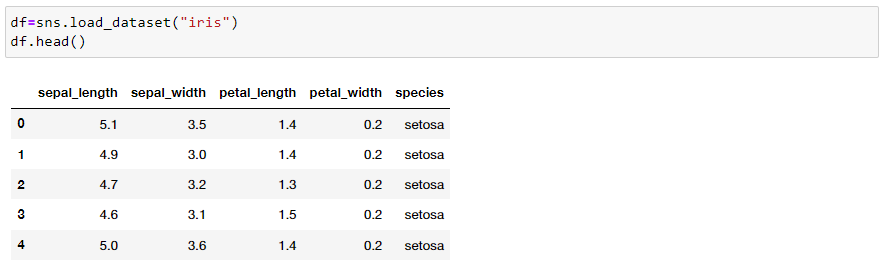 df=sns.load_dataset("iris")
df.head()
sepal_length sepal_width petal_length petal_width species
0 5.1 3.5 1.4 0.2 setosa
1 4.9 3.0 1.4 0.2 setosa
2 4.7 3.2 1.3 0.2 setosa
3 4.6 3.1 1.5 0.2 setosa
4 5.0 3.6 1.4 0.2 setosa